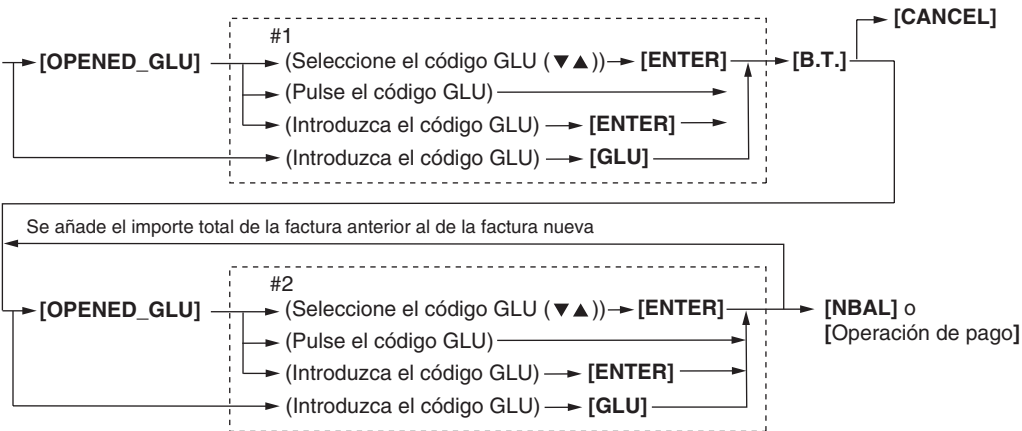 [CANCEL]
#1
[OPENED_GLU] (Seleccione el código GLU (▼▲)) [ENTER] [B.T.]
(Pulse el código GLU)
(Introduzca el código GLU) [ENTER]
(Introduzca el código GLU) [GLU]
Se añade el importe total de la factura anterior al de la factura nueva
#2
[OPENED_GLU] (Seleccione el código GLU (▼▲)) [ENTER] [NBAL] o
[Operación de pago]
(Pulse el código GLU)
(Introduzca el código GLU) [ENTER]
(Introduzca el código GLU) [GLU]